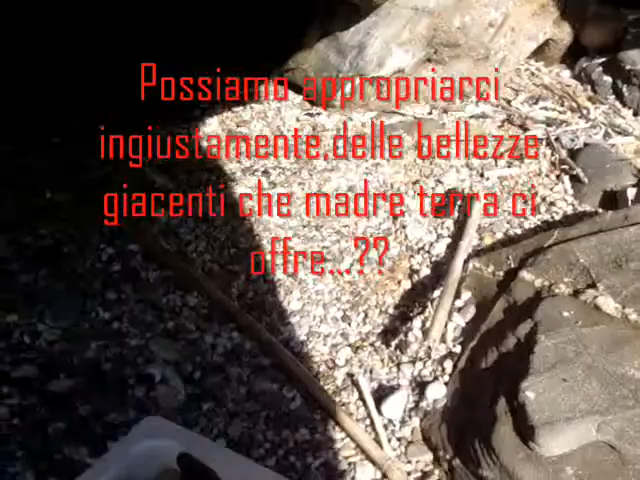 Possiamo appropriarci
ingiustamente,delle bellezze
giacenti che madre terra ci
offre...??